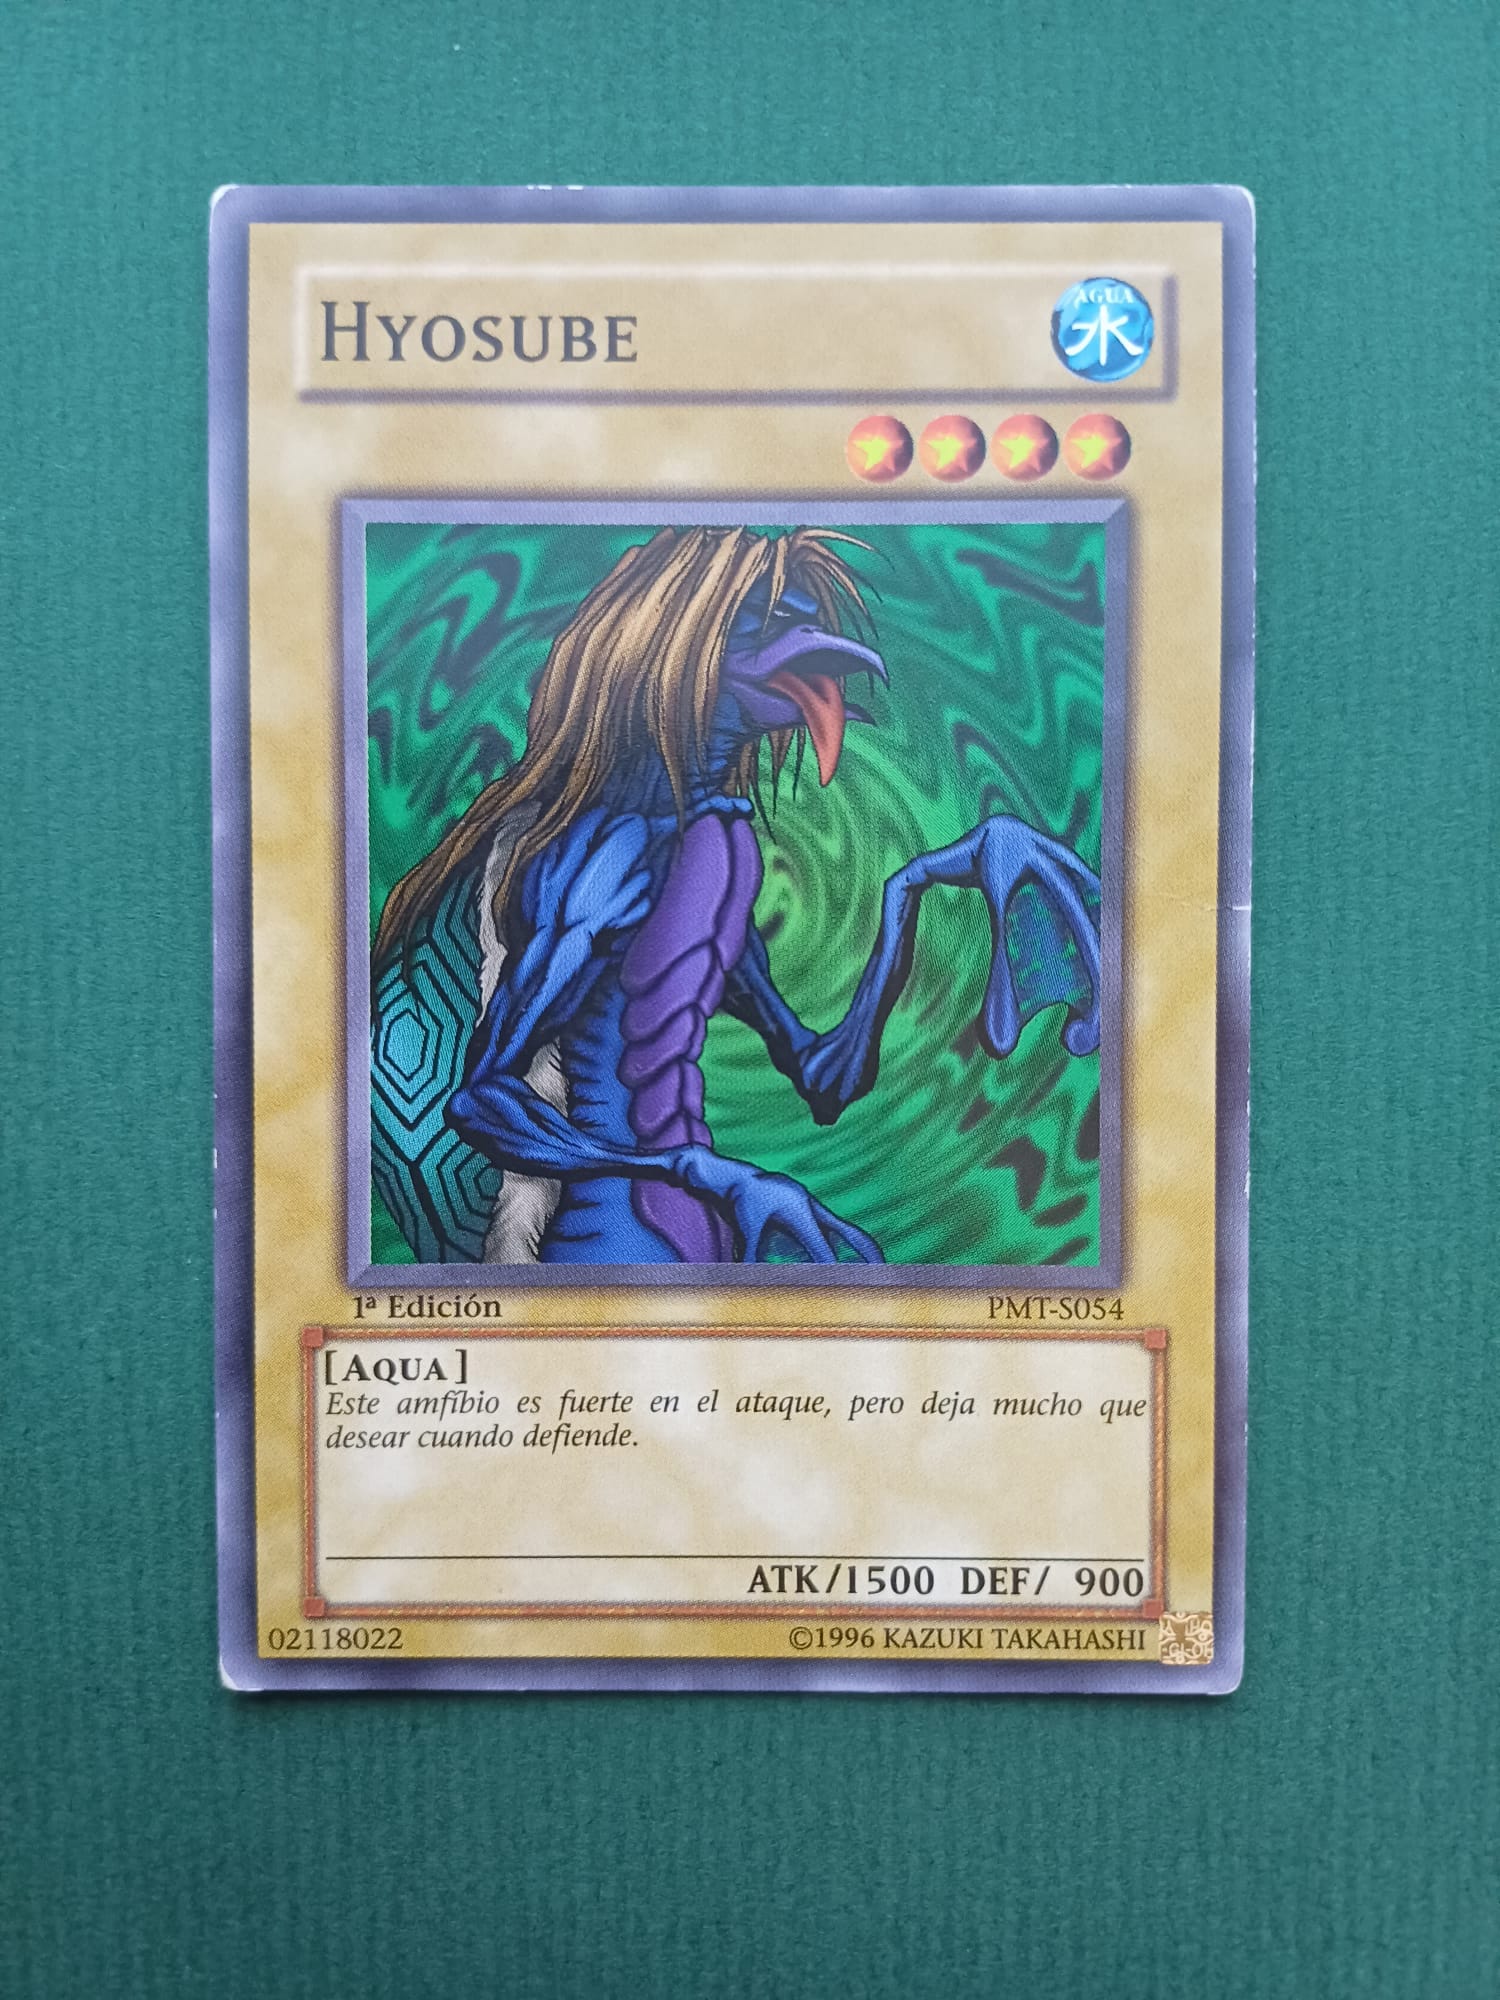 HYOSUBE
AGUA
水
1ª Edición
PMT-S054
[AQUA]
Este amfíbio es fuerte en el ataque, pero deja mucho que
desear cuando defiende.
ATK/1500 DEF/ 900
02118022
©1996 KAZUKI TAKAHASHI